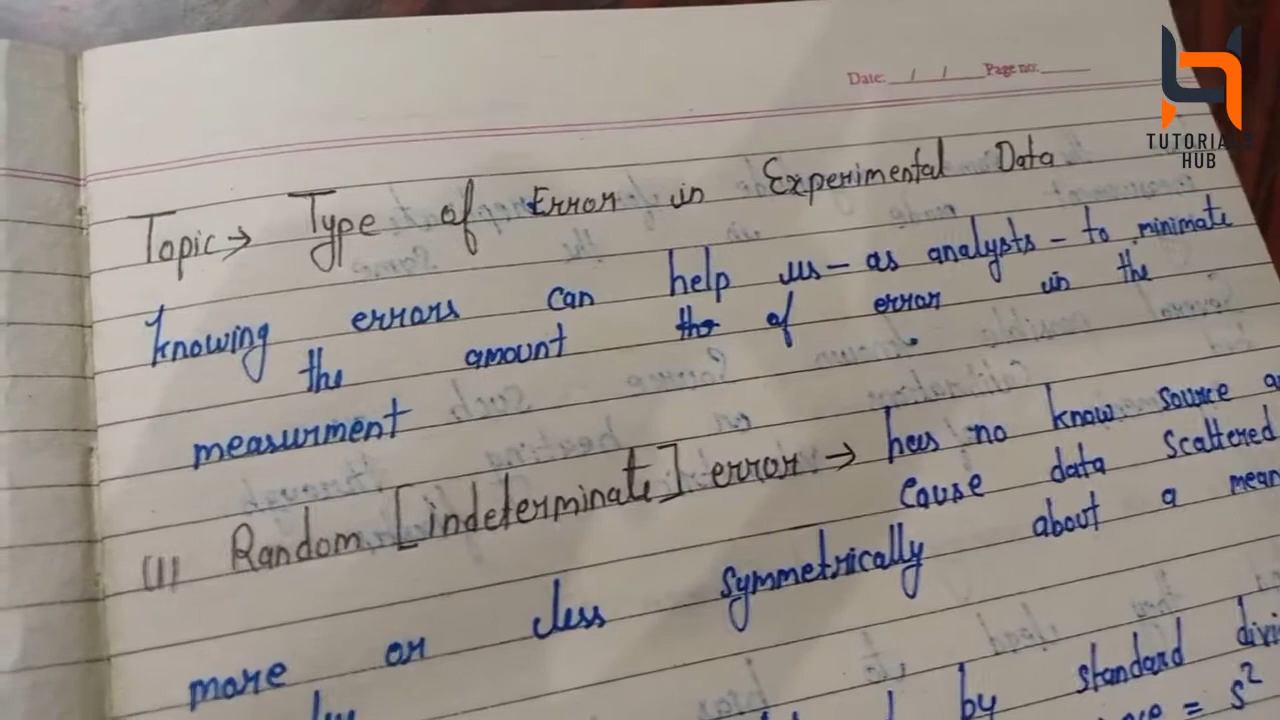 Date: / / Page no:
TUTORIALS
HUB
Topic → Type of Error in Experimental Data
knowing errors can help us - as analysts - to minimate
the amount of error in the
measurment
(1) Random [indeterminate] error → has no know source
cause data scattered
more or less symmetrically about a mean
by standard
= s²